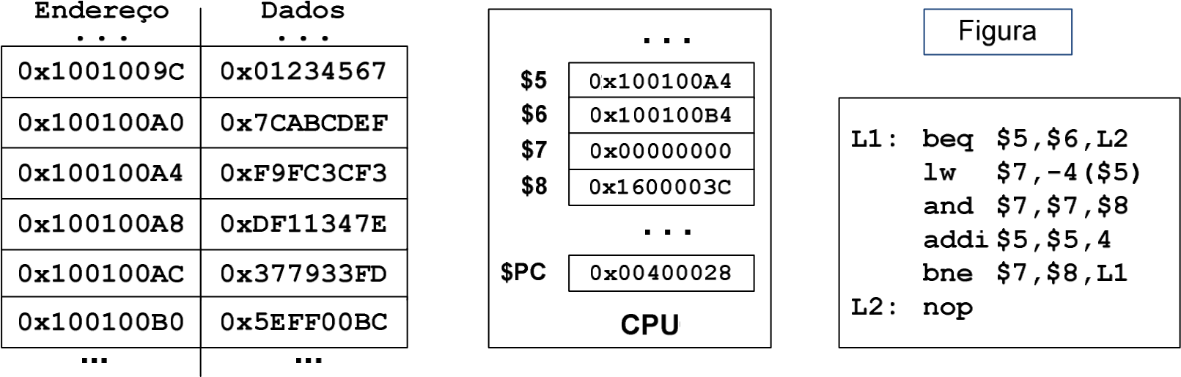 Endereço Dados
... ...
0x1001009C 0x01234567
0x100100A0 0x7CABCDEF
0x100100A4 0xF9FC3CF3
0x100100A8 0xDF11347E
0x100100AC 0x377933FD
0x100100B0 0x5EFF00BC
... ...
...
$5 0x100100A4
$6 0x100100B4
$7 0x00000000
$8 0x1600003C
...
$PC 0x00400028
CPU
Figura
L1: beq $5,$6,L2
lw $7,-4($5)
and $7,$7,$8
addi $5,$5,4
bne $7,$8,L1
L2: nop